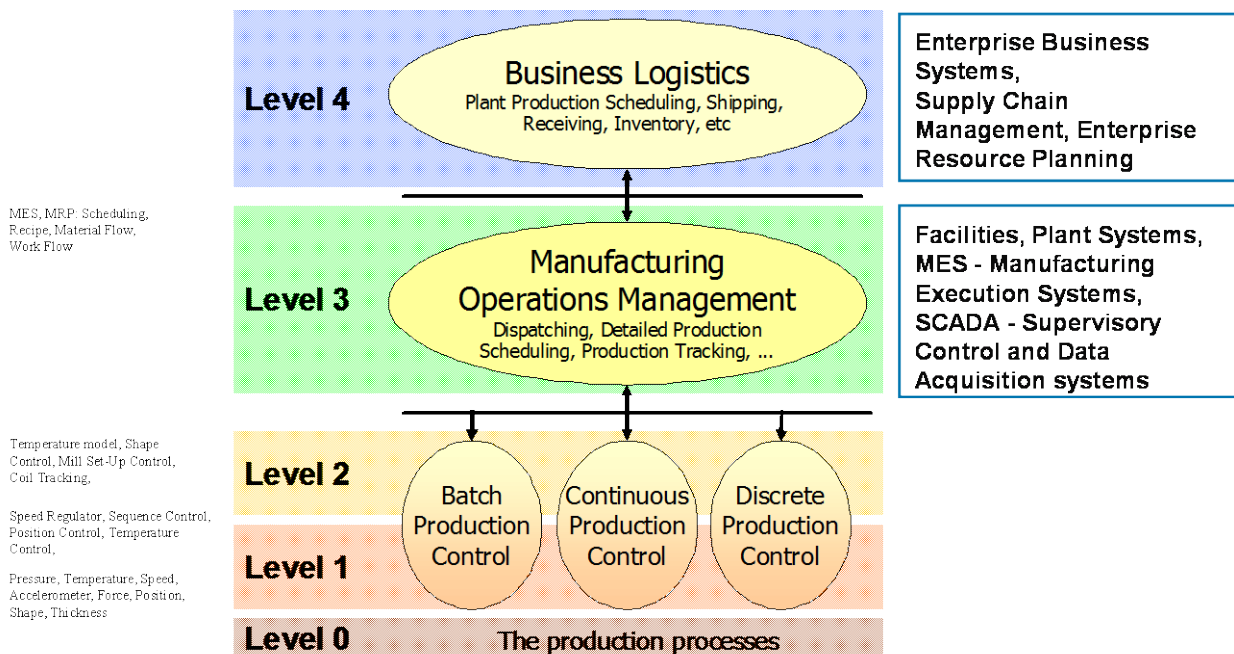 Level 4
Business Logistics
Plant Production Scheduling, Shipping,
Receiving, Inventory, etc
Enterprise Business
Systems,
Supply Chain
Management, Enterprise
Resource Planning
MES, MRP: Scheduling,
Recipe, Material Flow,
Work Flow
Level 3
Manufacturing
Operations Management
Dispatching, Detailed Production
Scheduling, Production Tracking, ...
Facilities, Plant Systems,
MES - Manufacturing
Execution Systems,
SCADA - Supervisory
Control and Data
Acquisition systems
Temperature model, Shape
Control, Mill Set-Up Control,
Coil Tracking,
Level 2
Speed Regulator, Sequence Control,
Position Control, Temperature
Control,
Level 1
Batch
Production
Control
Continuous
Production
Control
Discrete
Production
Control
Pressure, Temperature, Speed,
Accelerometer, Force, Position,
Shape, Thickness
Level 0
The production processes